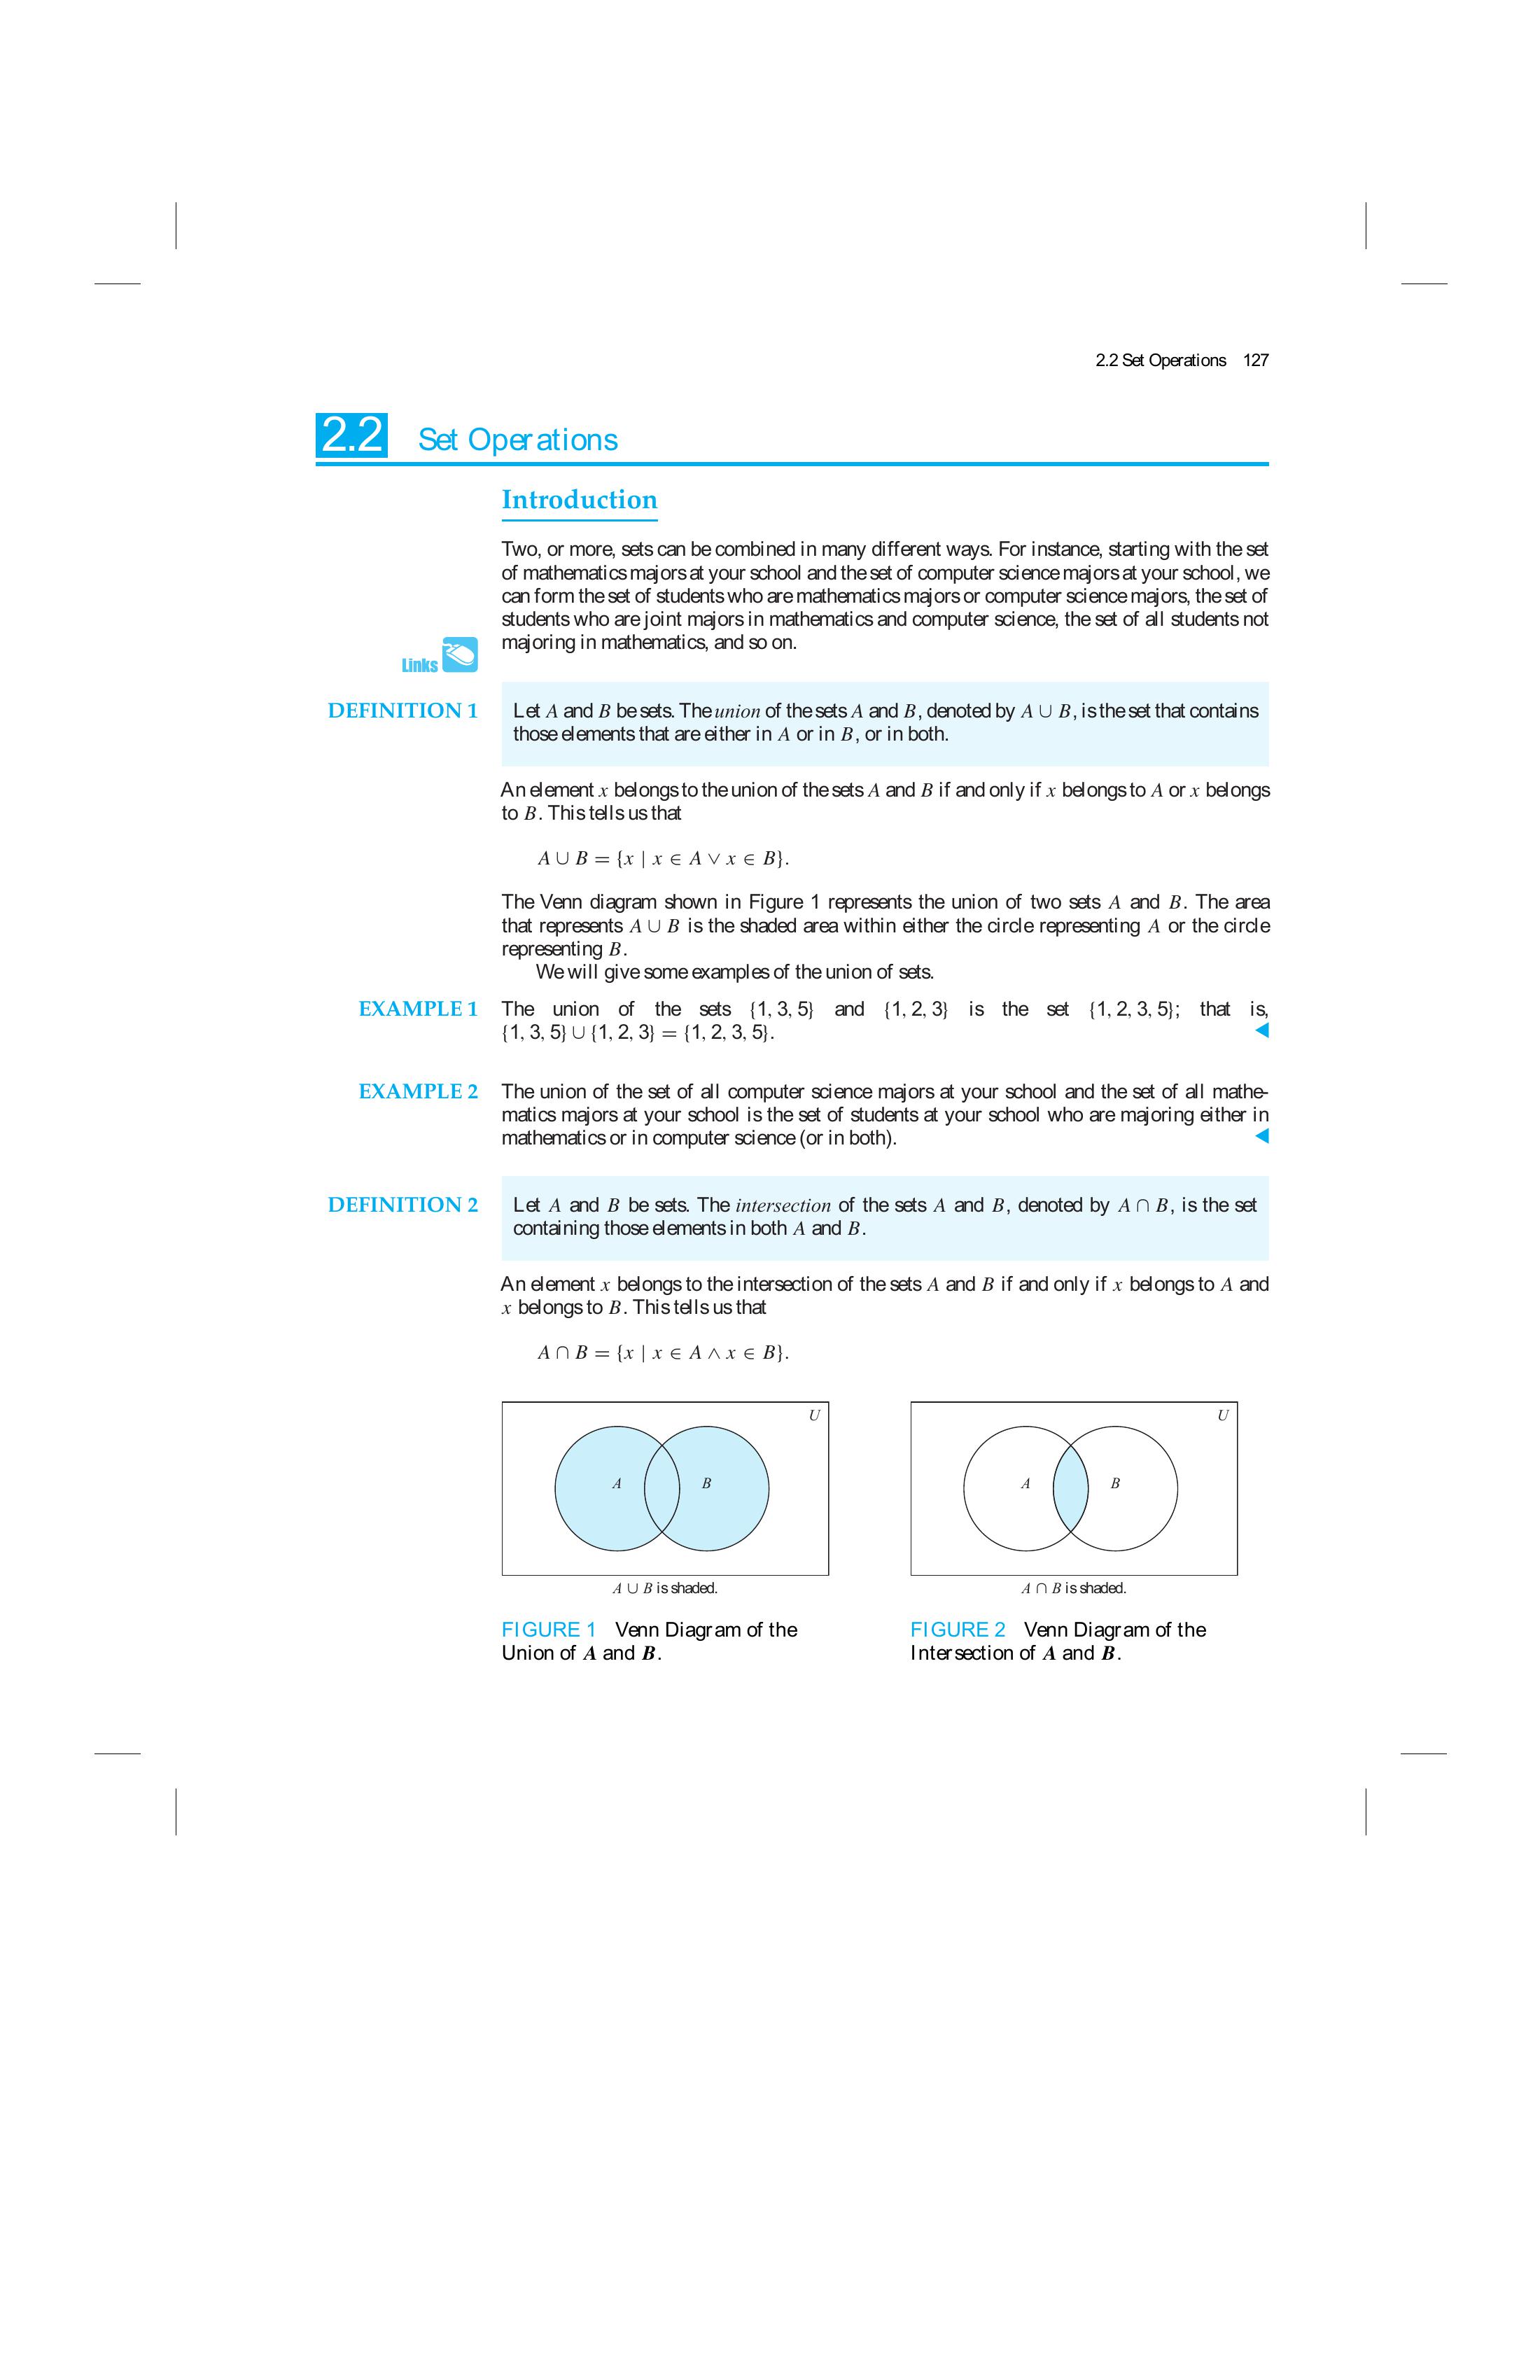 2.2 Set Operations 127
2.2 Set Operations
Introduction
Two, or more, sets can be combined in many different ways. For instance, starting with the set
of mathematics majors at your school and the set of computer science majors at your school, we
can form the set of students who are mathematics majors or computer science majors, the set of
students who are joint majors in mathematics and computer science, the set of all students not
majoring in mathematics, and so on.
Links
DEFINITION 1 Let A and B be sets. The union of the sets A and B, denoted by A ∪ B, is the set that contains
those elements that are either in A or in B, or in both.
An element x belongs to the union of the sets A and B if and only if x belongs to A or x belongs
to B. This tells us that
A ∪ B = {x | x ∈ A ∨ x ∈ B}.
The Venn diagram shown in Figure 1 represents the union of two sets A and B. The area
that represents A ∪ B is the shaded area within either the circle representing A or the circle
representing B.
We will give some examples of the union of sets.
EXAMPLE 1 The union of the sets {1, 3, 5} and {1, 2, 3} is the set {1, 2, 3, 5}; that is,
{1, 3, 5} ∪ {1, 2, 3} = {1, 2, 3, 5}.
EXAMPLE 2 The union of the set of all computer science majors at your school and the set of all mathe-
matics majors at your school is the set of students at your school who are majoring either in
mathematics or in computer science (or in both).
DEFINITION 2 Let A and B be sets. The intersection of the sets A and B, denoted by A ∩ B, is the set
containing those elements in both A and B.
An element x belongs to the intersection of the sets A and B if and only if x belongs to A and
x belongs to B. This tells us that
A ∩ B = {x | x ∈ A ∧ x ∈ B}.
U
A B
A ∪ B is shaded.
FIGURE 1 Venn Diagram of the
Union of A and B.
U
A B
A ∩ B is shaded.
FIGURE 2 Venn Diagram of the
Intersection of A and B.